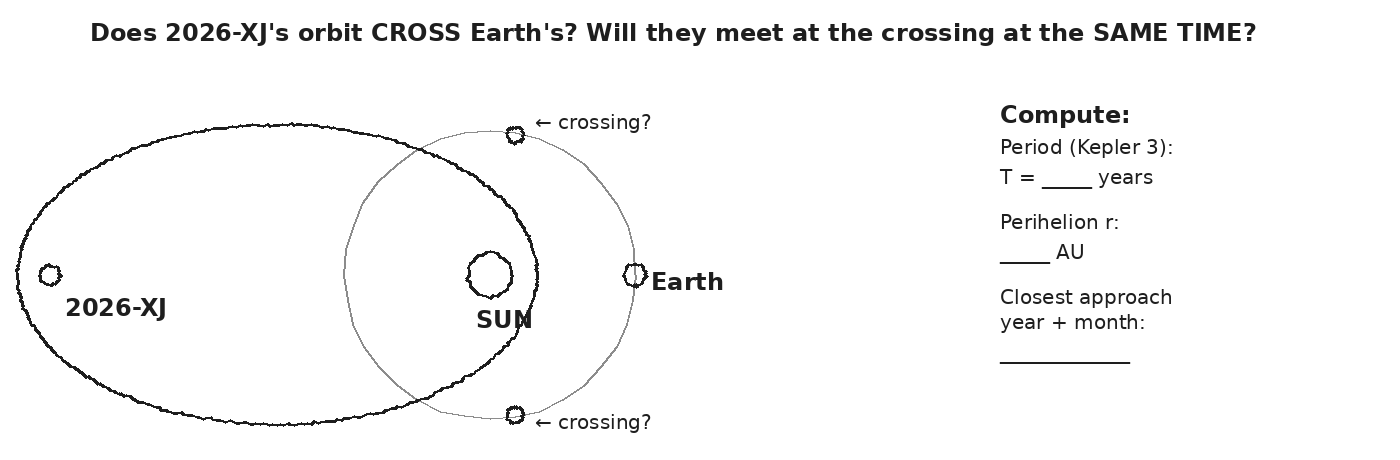 Does 2026-XJ's orbit CROSS Earth's? Will they meet at the crossing at the SAME TIME?
← crossing?
2026-XJ
SUN
Earth
← crossing?
Compute:
Period (Kepler 3):
T = _____ years
Perihelion r:
_____ AU
Closest approach
year + month:
_____________